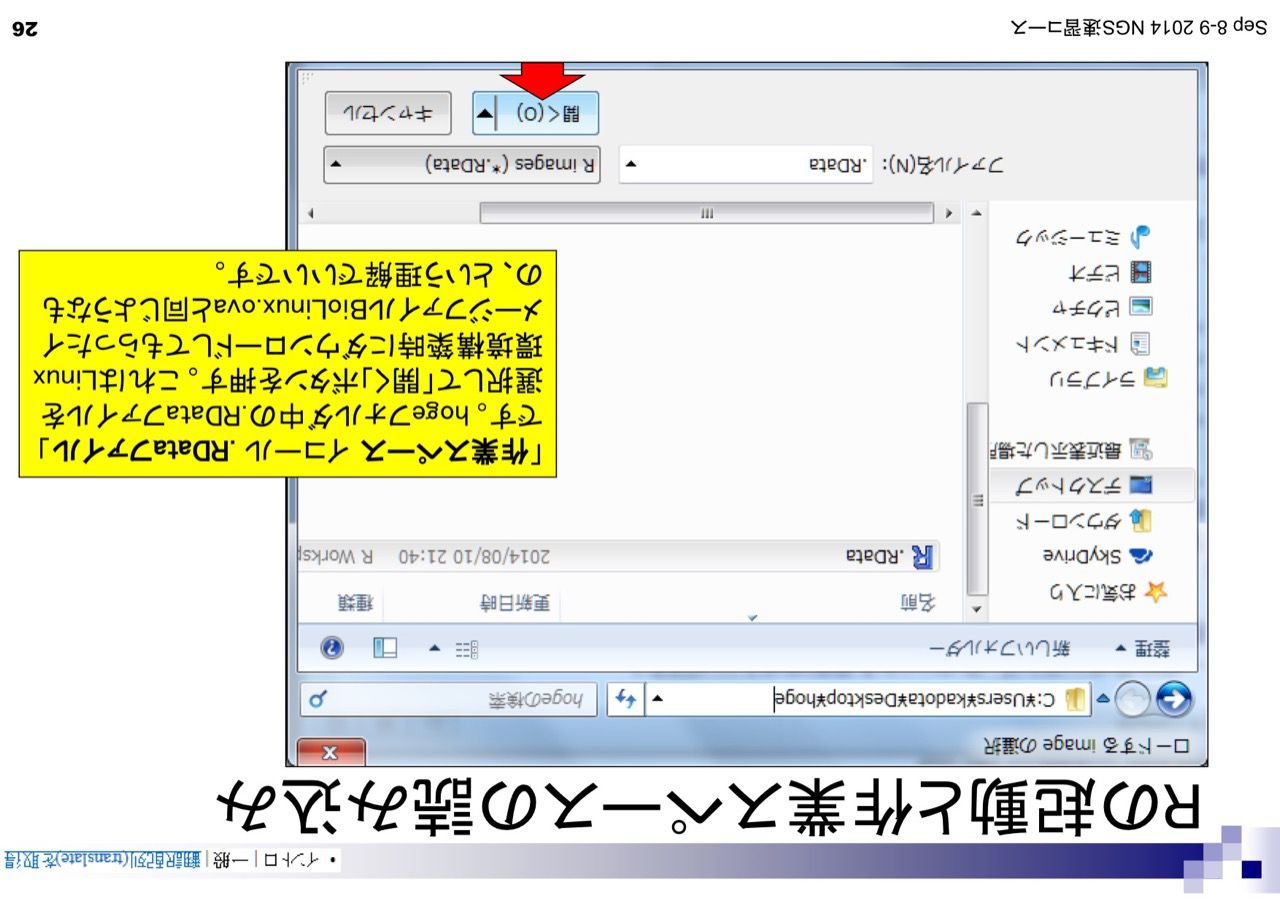 • イントロ | 一般 | 翻訳配列(translate)を取得
Rの起動と作業スペースの読み込み
ロードする image の選択
x
C:¥Users¥kadota¥Desktop¥hoge
hogeの検索
整理
新しいフォルダー
お気に入り
SkyDrive
ダウンロード
デスクトップ
最近表示した場所
ライブラリ
ドキュメント
ピクチャ
ビデオ
ミュージック
名前
更新日時
種類
.RData
2014/08/10 21:40
R Worksp
「作業スペース イコール .RDataファイル」
です。hogeフォルダ中の.RDataファイルを
選択して「開く」ボタンを押す。これはLinux
環境構築時にダウンロードしてもらったイ
メージファイルBioLinux.ovaと同じようなも
の、という理解でいいです。
ファイル名(N):
.RData
R images (*.RData)
開く(O)
キャンセル
Sep 8-9 2014 NGS速習コース
26